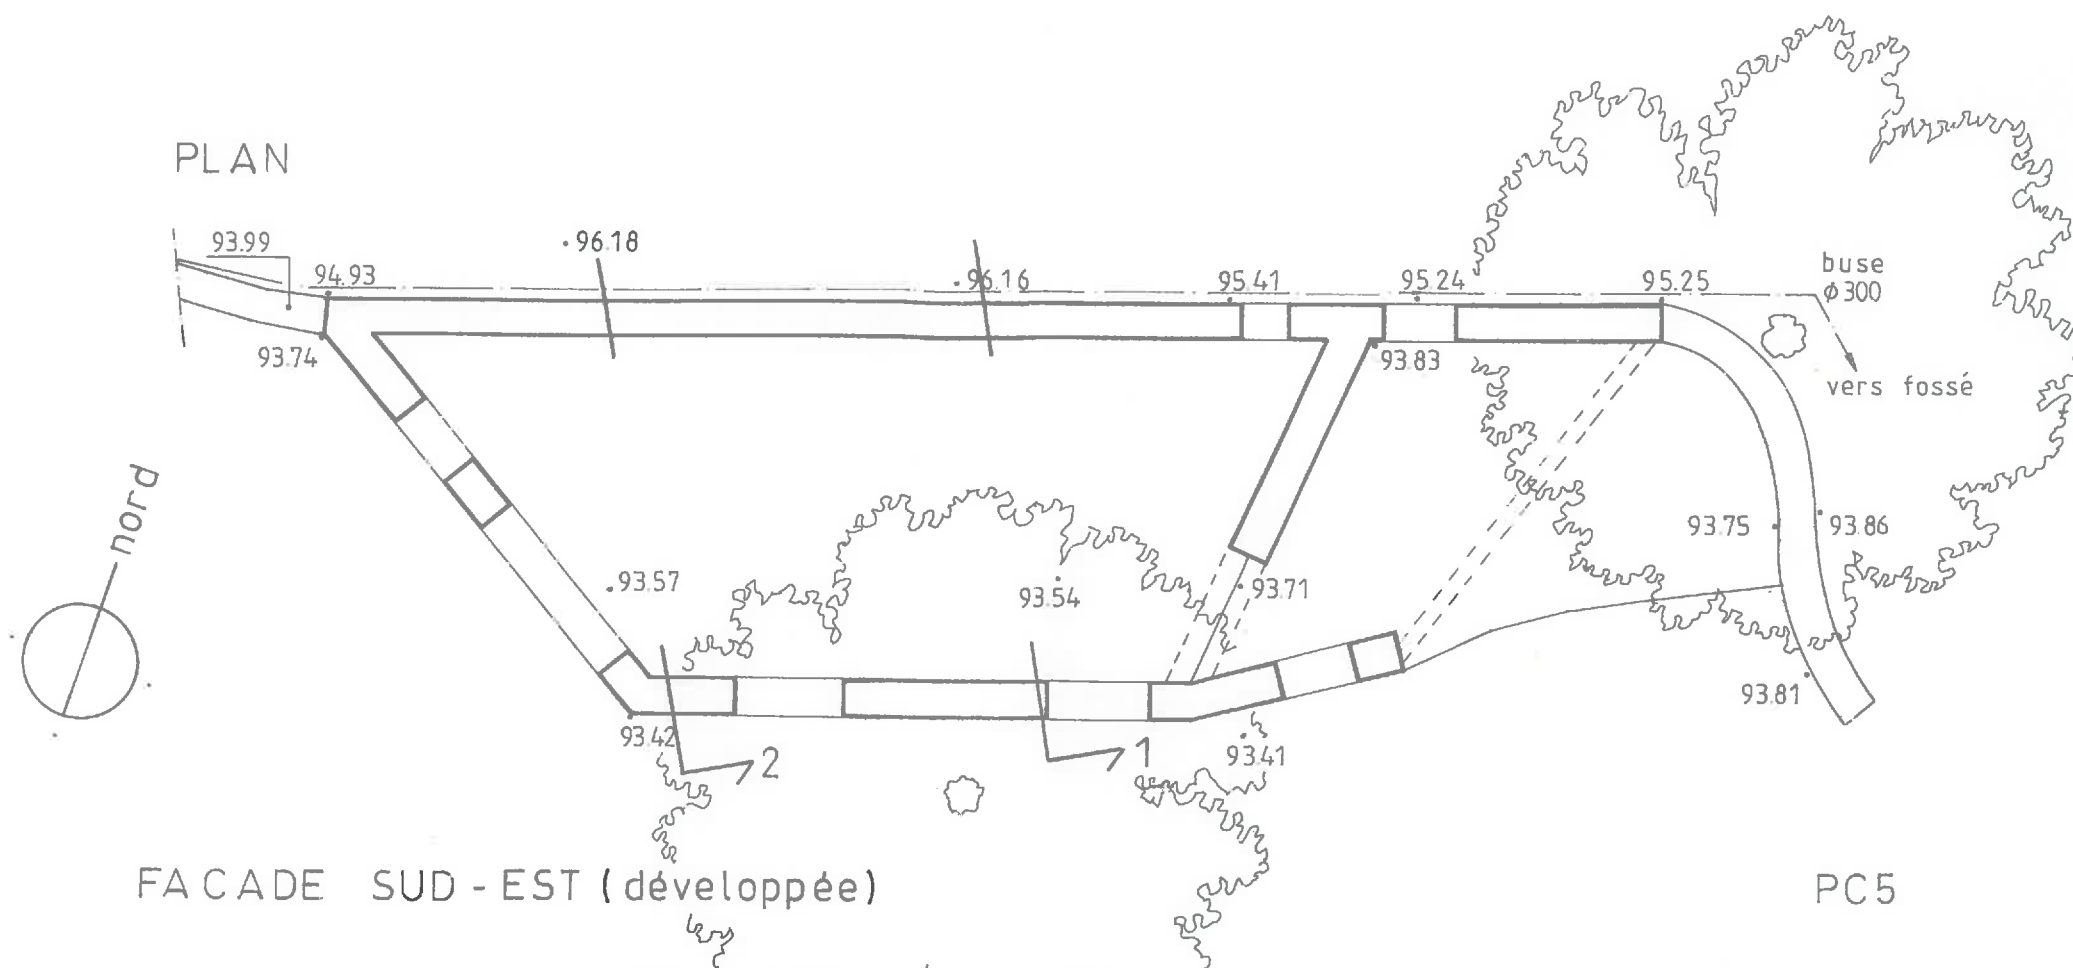 PLAN
93.99
96.18
94.93
96.16
95.41
95.24
95.25
buse
ϕ300
93.74
93.83
vers fossé
nord
93.75
93.86
93.57
93.54
93.71
93.81
93.42
93.41
2
1
FACADE SUD-EST (développée)
PC5